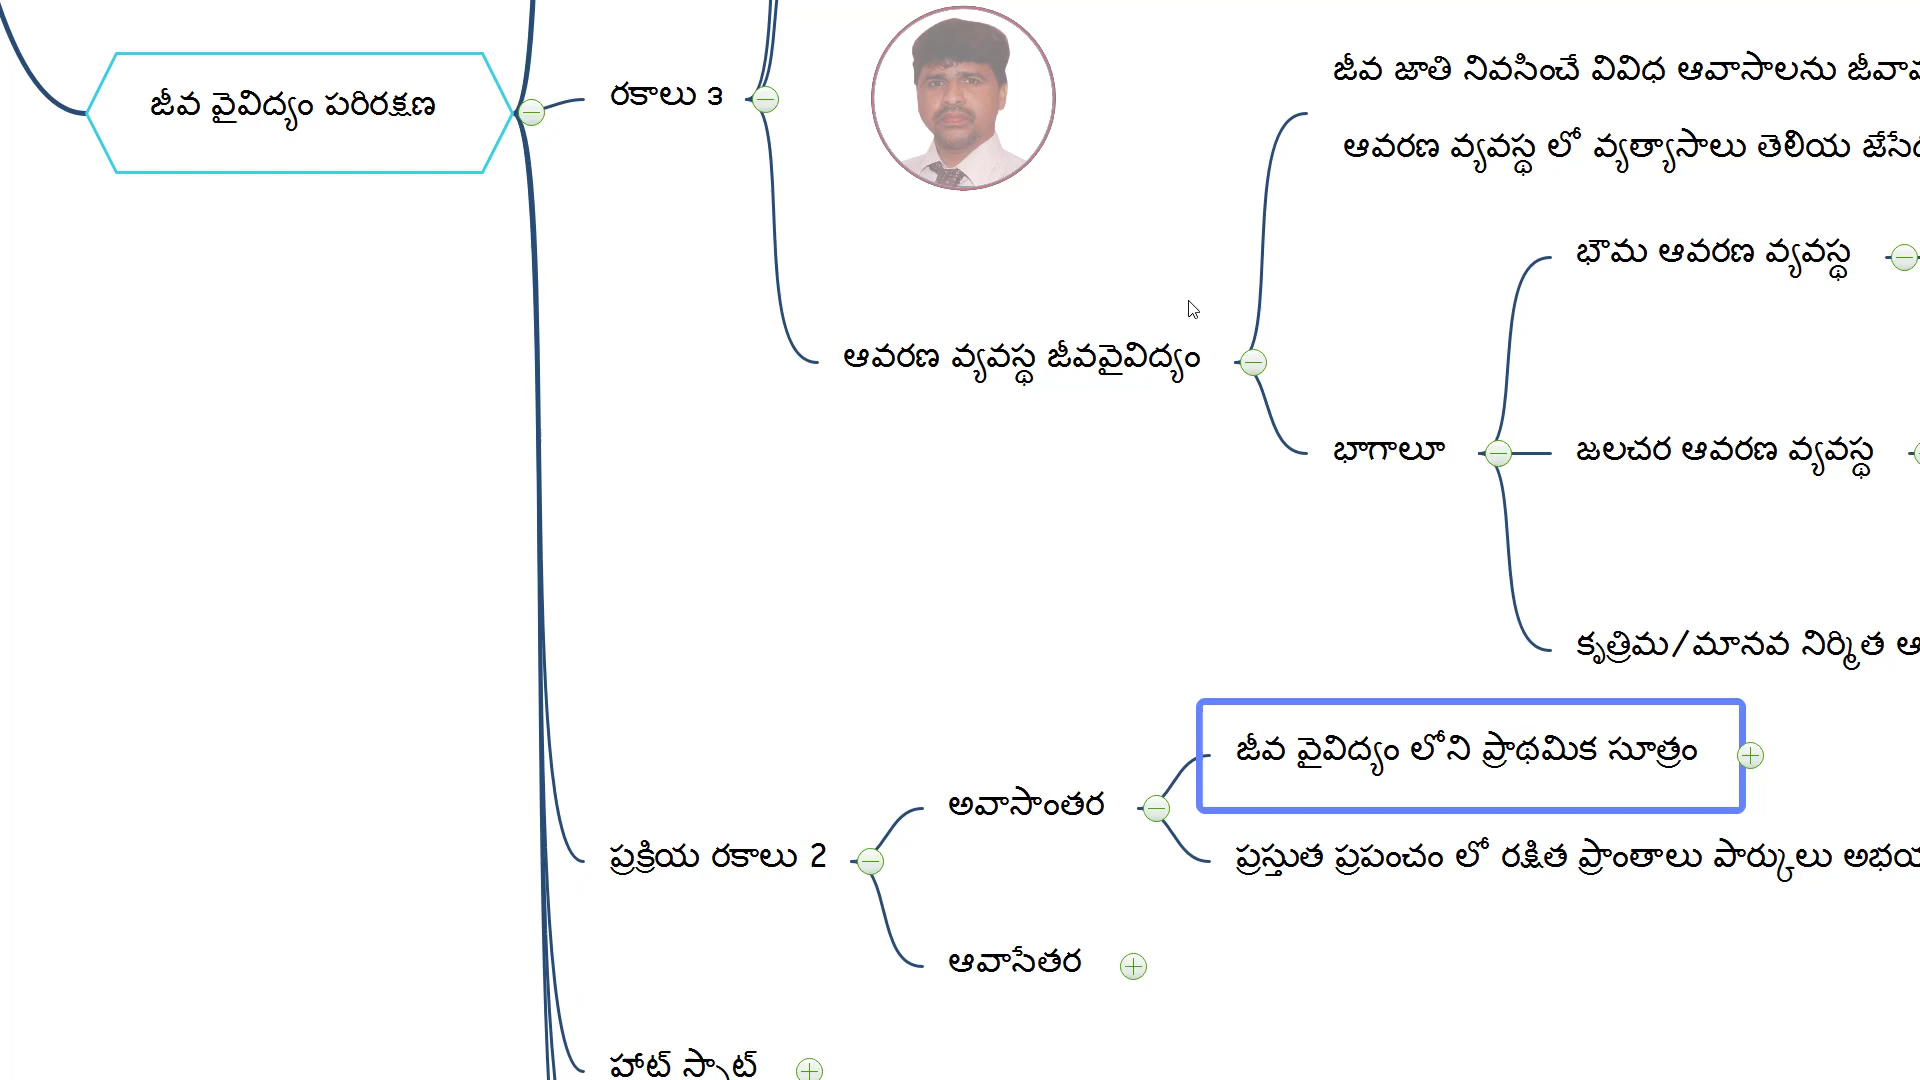 జీవ వైవిద్యం పరిరక్షణ
రకాలు ౩
జీవ జాతి నివసించే వివిధ ఆవాసాలను
ఆవరణ వ్యవస్థ లో వ్యత్యాసాలు తెలియ
భౌమ ఆవరణ వ్యవస్థ
ఆవరణ వ్యవస్థ జీవవైవిద్యం
భాగాలూ
జలచర ఆవరణ వ్యవస్థ
కృత్రిమ/మానవ నిర్మిత
జీవ వైవిద్యం లోని ప్రాథమిక సూత్రం
అవాసాంతర
ప్రక్రియ రకాలు 2
ప్రస్తుత ప్రపంచం లో రక్షిత ప్రాంతాలు పార్కులు
ఆవాసేతర
హాట్ స్పాట్